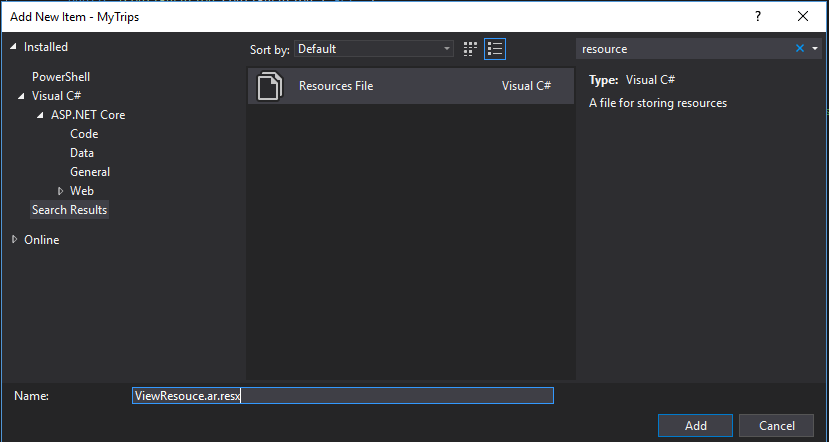 Add New Item - MyTrips
?
Installed
PowerShell
Visual C#
ASP.NET Core
Code
Data
General
Web
Search Results
Online
Sort by: Default
Resources File Visual C#
resource
Type: Visual C#
A file for storing resources
Name: ViewResouce.ar.resx
Add Cancel